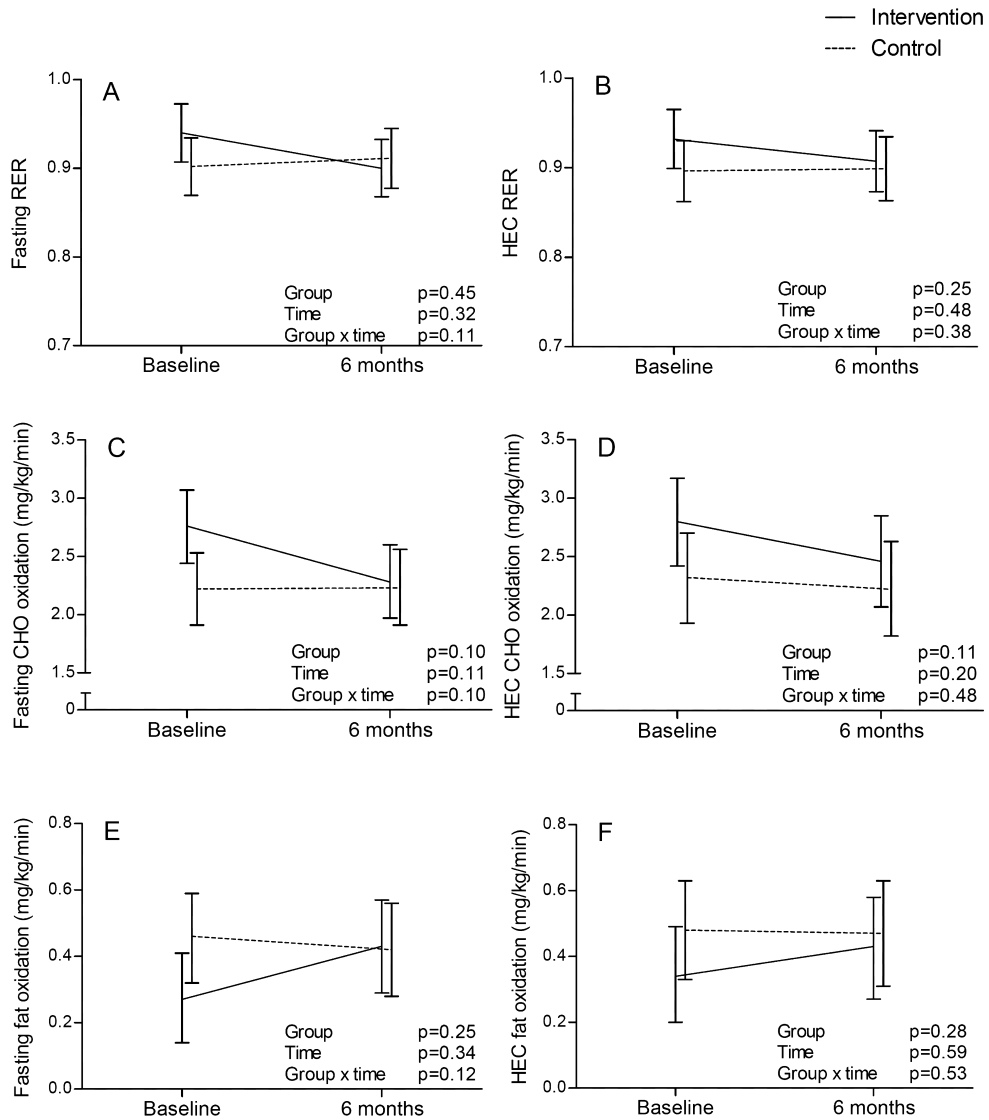 Intervention
Control
A
Fasting RER
1.0
0.9
0.8
0.7
Group p=0.45
Time p=0.32
Group x time p=0.11
Baseline 6 months
B
HEC RER
1.0
0.9
0.8
0.7
Group p=0.25
Time p=0.48
Group x time p=0.38
Baseline 6 months
C
Fasting CHO oxidation (mg/kg/min)
3.5
3.0
2.5
2.0
1.5
0
Group p=0.10
Time p=0.11
Group x time p=0.10
Baseline 6 months
D
HEC CHO oxidation (mg/kg/min)
3.5
3.0
2.5
2.0
1.5
0
Group p=0.11
Time p=0.20
Group x time p=0.48
Baseline 6 months
E
Fasting fat oxidation (mg/kg/min)
0.8
0.6
0.4
0.2
0.0
Group p=0.25
Time p=0.34
Group x time p=0.12
Baseline 6 months
F
HEC fat oxidation (mg/kg/min)
0.8
0.6
0.4
0.2
0.0
Group p=0.28
Time p=0.59
Group x time p=0.53
Baseline 6 months